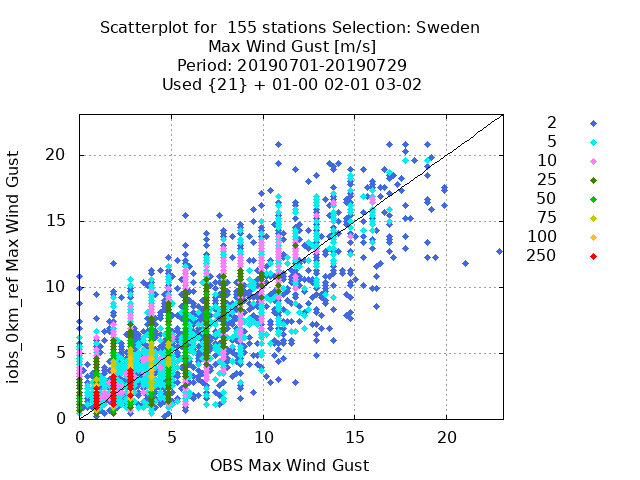 Scatterplot for  155 stations Selection: Sweden
Max Wind Gust [m/s]
Period: 20190701-20190729
Used {21} + 01-00 02-01 03-02
iobs_0km_ref Max Wind Gust
20
15
10
5
0
0 5 10 15 20
OBS Max Wind Gust
2
5
10
25
50
75
100
250